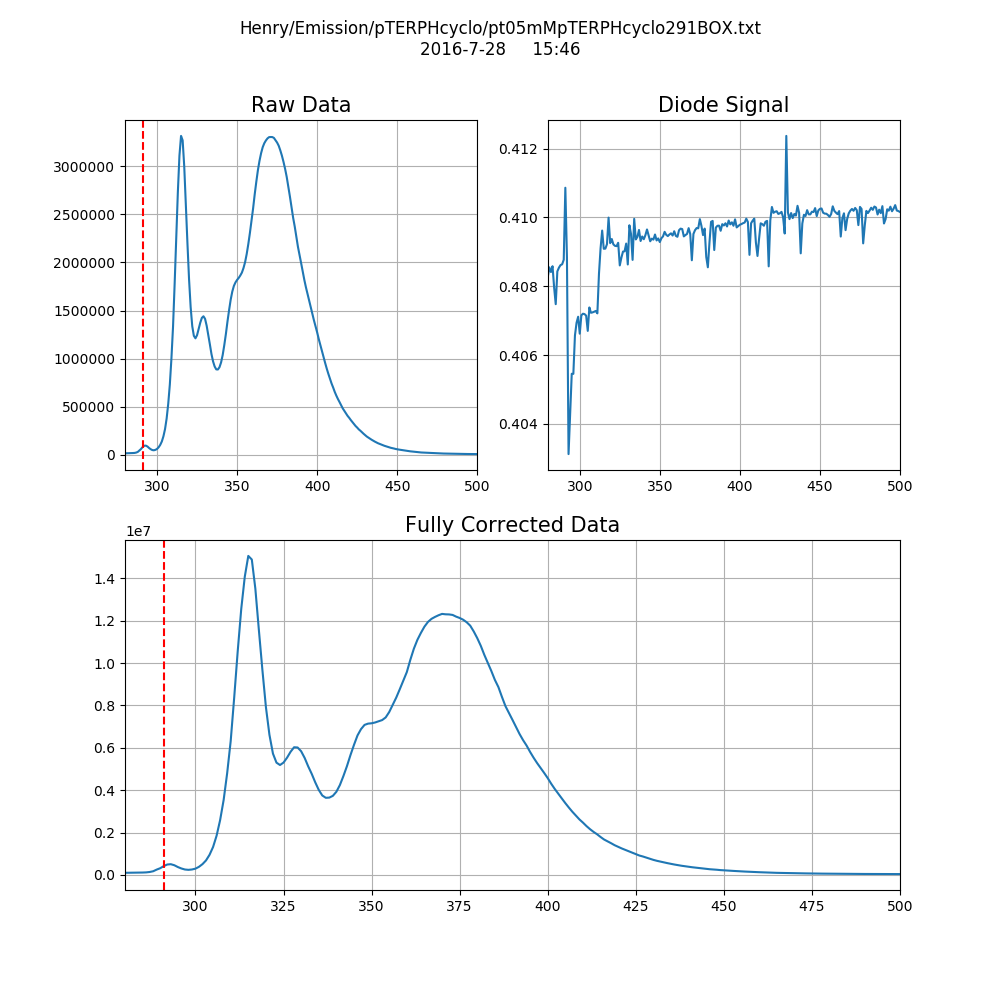 Henry/Emission/pTERPHcyclo/pt05mMpTERPHcyclo291BOX.txt
2016-7-28 15:46
Raw Data
3000000
2500000
2000000
1500000
1000000
500000
0
300 350 400 450 500
Diode Signal
0.412
0.410
0.408
0.406
0.404
300 350 400 450 500
Fully Corrected Data
1e7
1.4
1.2
1.0
0.8
0.6
0.4
0.2
0.0
300 325 350 375 400 425 450 475 500